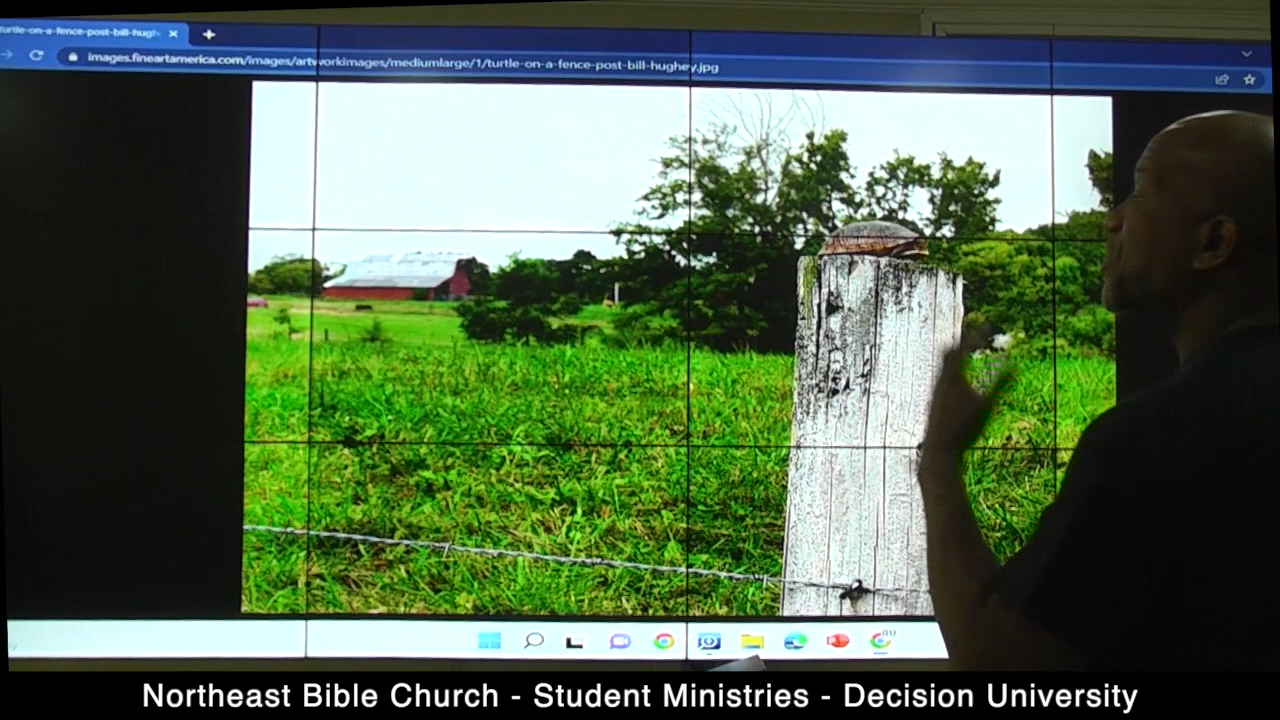 turtle-on-a-fence-post-bill-hugh
images.fineartamerica.com/images/artworkimages/mediumlarge/1/turtle-on-a-fence-post-bill-hughey.jpg
Northeast Bible Church - Student Ministries - Decision University